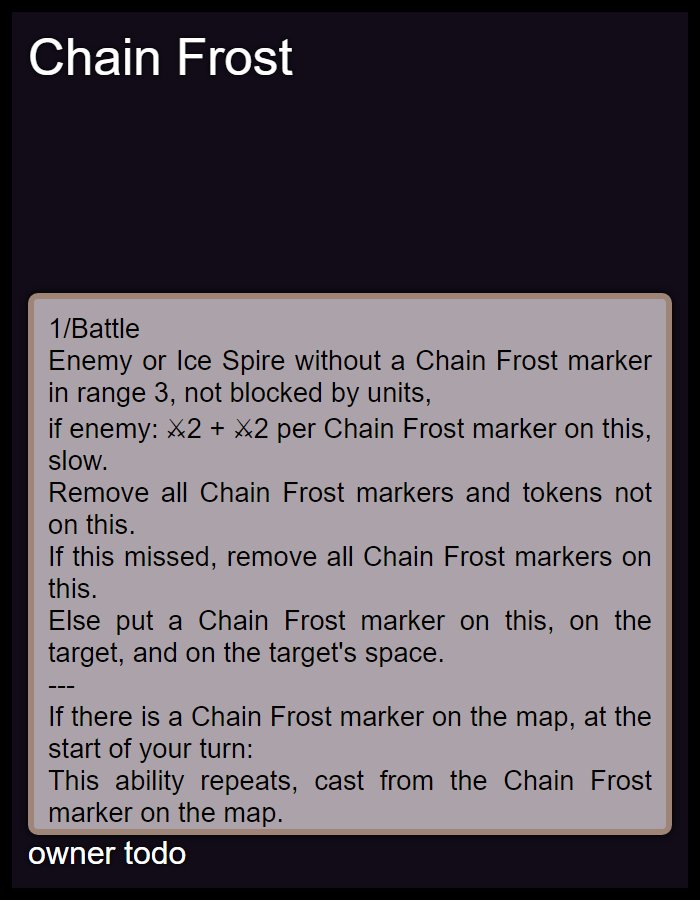 Chain Frost
1/Battle
Enemy or Ice Spire without a Chain Frost marker
in range 3, not blocked by units,
if enemy: ⚔2 + ⚔2 per Chain Frost marker on this,
slow.
Remove all Chain Frost markers and tokens not
on this.
If this missed, remove all Chain Frost markers on
this.
Else put a Chain Frost marker on this, on the
target, and on the target's space.
---
If there is a Chain Frost marker on the map, at the
start of your turn:
This ability repeats, cast from the Chain Frost
marker on the map.
owner todo